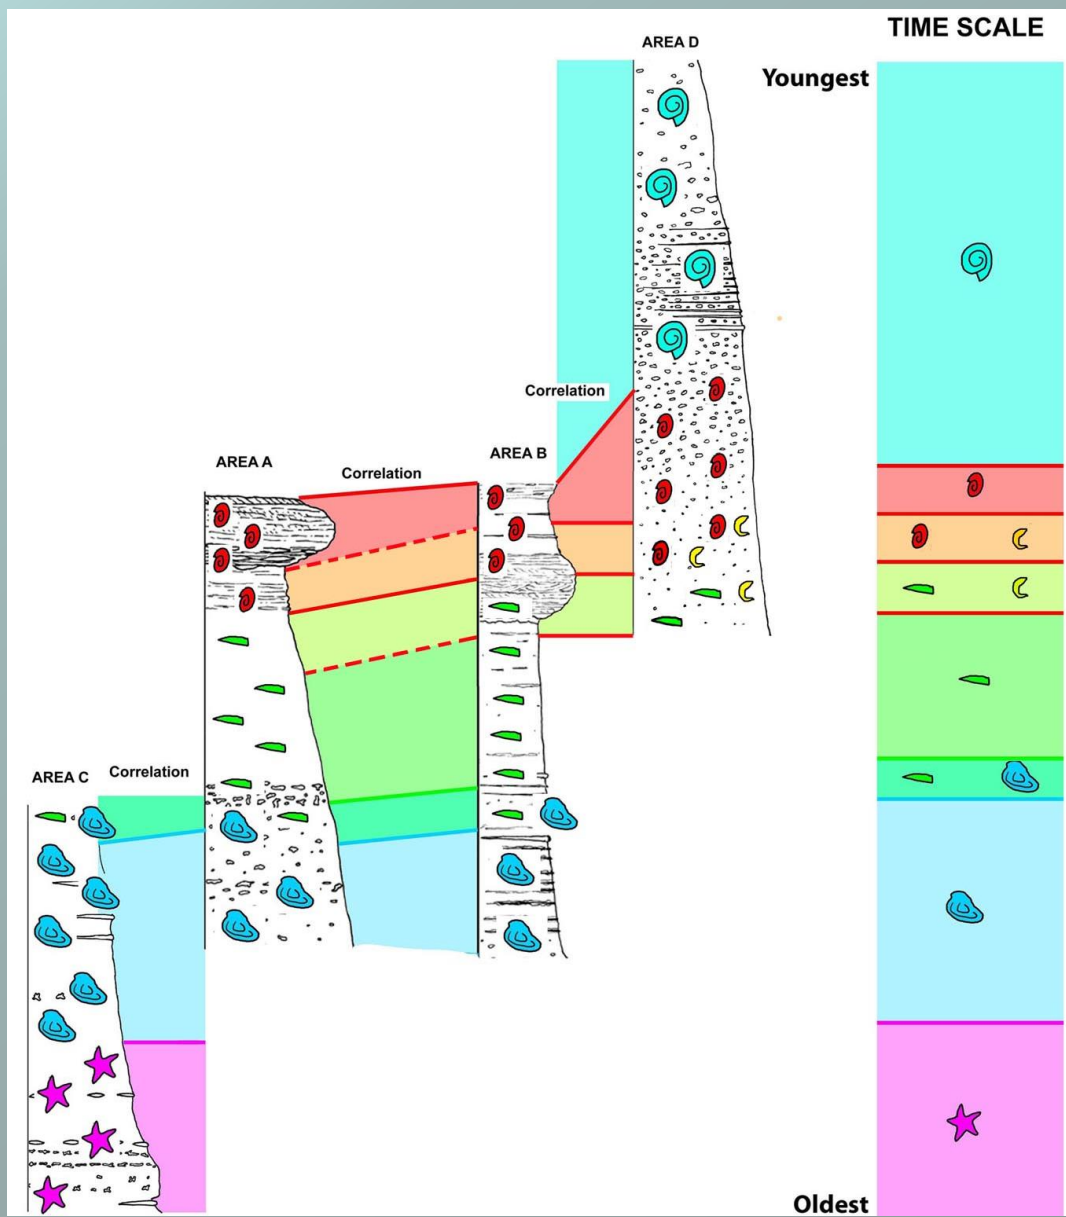 TIME SCALE
AREA D
Youngest
Correlation
AREA B
AREA A
Correlation
AREA C
Correlation
Oldest